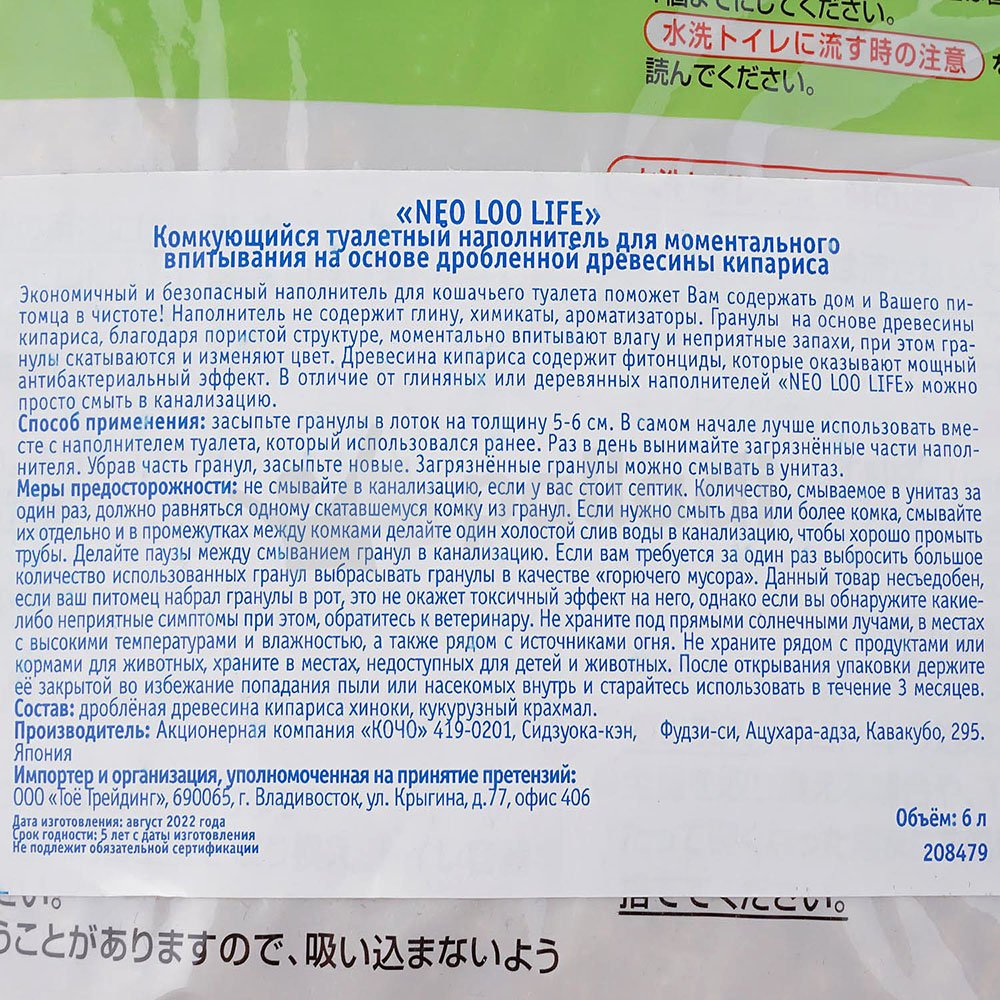 1個までにしてください。
水洗トイレに流す時の注意
読んでください。
«NEO LOO LIFE»
Комкующийся туалетный наполнитель для моментального
впитывания на основе дробленной древесины кипариса
Экономичный и безопасный наполнитель для кошачьего туалета поможет Вам содержать дом и Вашего пи-
томца в чистоте! Наполнитель не содержит глину, химикаты, ароматизаторы. Гранулы на основе древесины
кипариса, благодаря пористой структуре, моментально впитывают влагу и неприятные запахи, при этом гра-
нулы скатываются и изменяют цвет. Древесина кипариса содержит фитонциды, которые оказывают мощный
антибактериальный эффект. В отличие от глиняных или деревянных наполнителей «NEO LOO LIFE» можно
просто смыть в канализацию.
Способ применения: засыпьте гранулы в лоток на толщину 5-6 см. В самом начале лучше использовать вме-
сте с наполнителем туалета, который использовался ранее. Раз в день вынимайте загрязнённые части напол-
нителя. Убрав часть гранул, засыпьте новые. Загрязнённые гранулы можно смывать в унитаз.
Меры предосторожности: не смывайте в канализацию, если у вас стоит септик. Количество, смываемое в унитаз за
один раз, должно равняться одному скатавшемуся комку из гранул. Если нужно смыть два или более комка, смывайте
их отдельно и в промежутках между комками делайте один холостой слив воды в канализацию, чтобы хорошо промыть
трубы. Делайте паузы между смыванием гранул в канализацию. Если вам требуется за один раз выбросить большое
количество использованных гранул выбрасывать гранулы в качестве «горючего мусора». Данный товар несъедобен,
если ваш питомец набрал гранулы в рот, это не окажет токсичный эффект на него, однако если вы обнаружите какие-
либо неприятные симптомы при этом, обратитесь к ветеринару. Не храните под прямыми солнечными лучами, в местах
с высокими температурами и влажностью, а также рядом с источниками огня. Не храните рядом с продуктами или
кормами для животных, храните в местах, недоступных для детей и животных. После открывания упаковки держите
её закрытой во избежание попадания пыли или насекомых внутрь и старайтесь использовать в течение 3 месяцев.
Состав: дроблёная древесина кипариса хиноки, кукурузный крахмал.
Производитель: Акционерная компания «КОЧО» 419-0201, Сидзуока-кэн, Фудзи-си, Ацухара-адза, Кавакубо, 295.
Япония
Импортер и организация, уполномоченная на принятие претензий:
ООО «Тоё Трейдинг», 690065, г. Владивосток, ул. Крыгина, д.77, офис 406
Дата изготовления: август 2022 года
Срок годности: 5 лет с даты изготовления
Не подлежит обязательной сертификации
Объём: 6 л
208479
捨ててください。
うことがありますので、吸い込まないよう